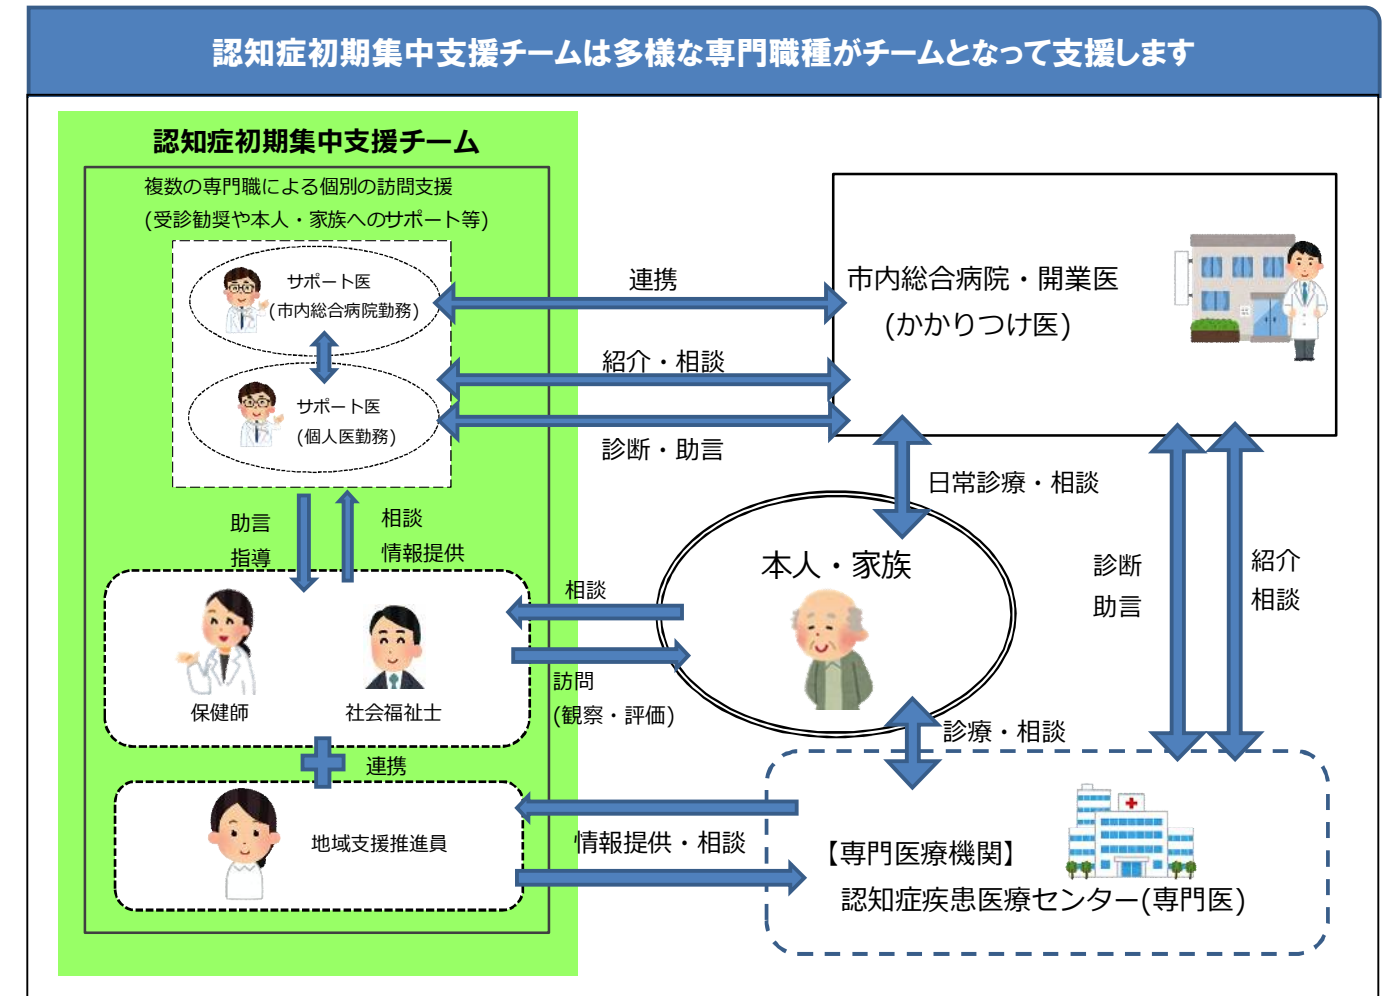 認知症初期集中支援チームは多様な専門職種がチームとなって支援します
認知症初期集中支援チーム
複数の専門職による個別の訪問支援
(受診勧奨や本人・家族へのサポート等)
サポート医
(市内総合病院勤務)
サポート医
(個人医勤務)
助言
指導
相談
情報提供
保健師
社会福祉士
連携
地域支援推進員
連携
紹介・相談
診断・助言
市内総合病院・開業医
(かかりつけ医)
日常診療・相談
本人・家族
相談
訪問
(観察・評価)
診療・相談
診断
助言
紹介
相談
情報提供・相談
【専門医療機関】
認知症疾患医療センター(専門医)